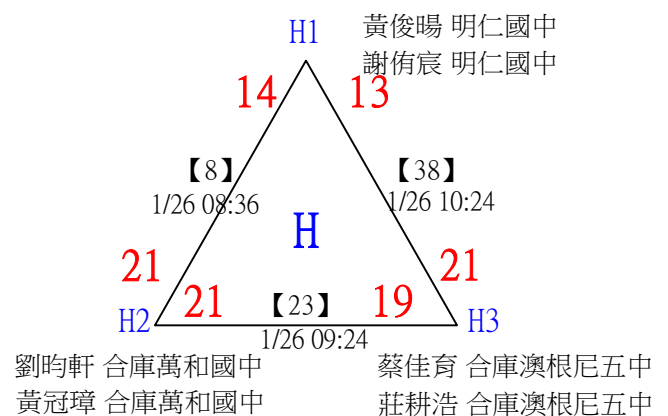 H1
黃俊暘 明仁國中
謝侑宸 明仁國中
14
13
【8】
1/26 08:36
【38】
1/26 10:24
H
21
21
21
【23】
19
1/26 09:24
H2
H3
劉昀軒 合庫萬和國中
黃冠璋 合庫萬和國中
蔡佳育 合庫澳根尼五中
莊耕浩 合庫澳根尼五中